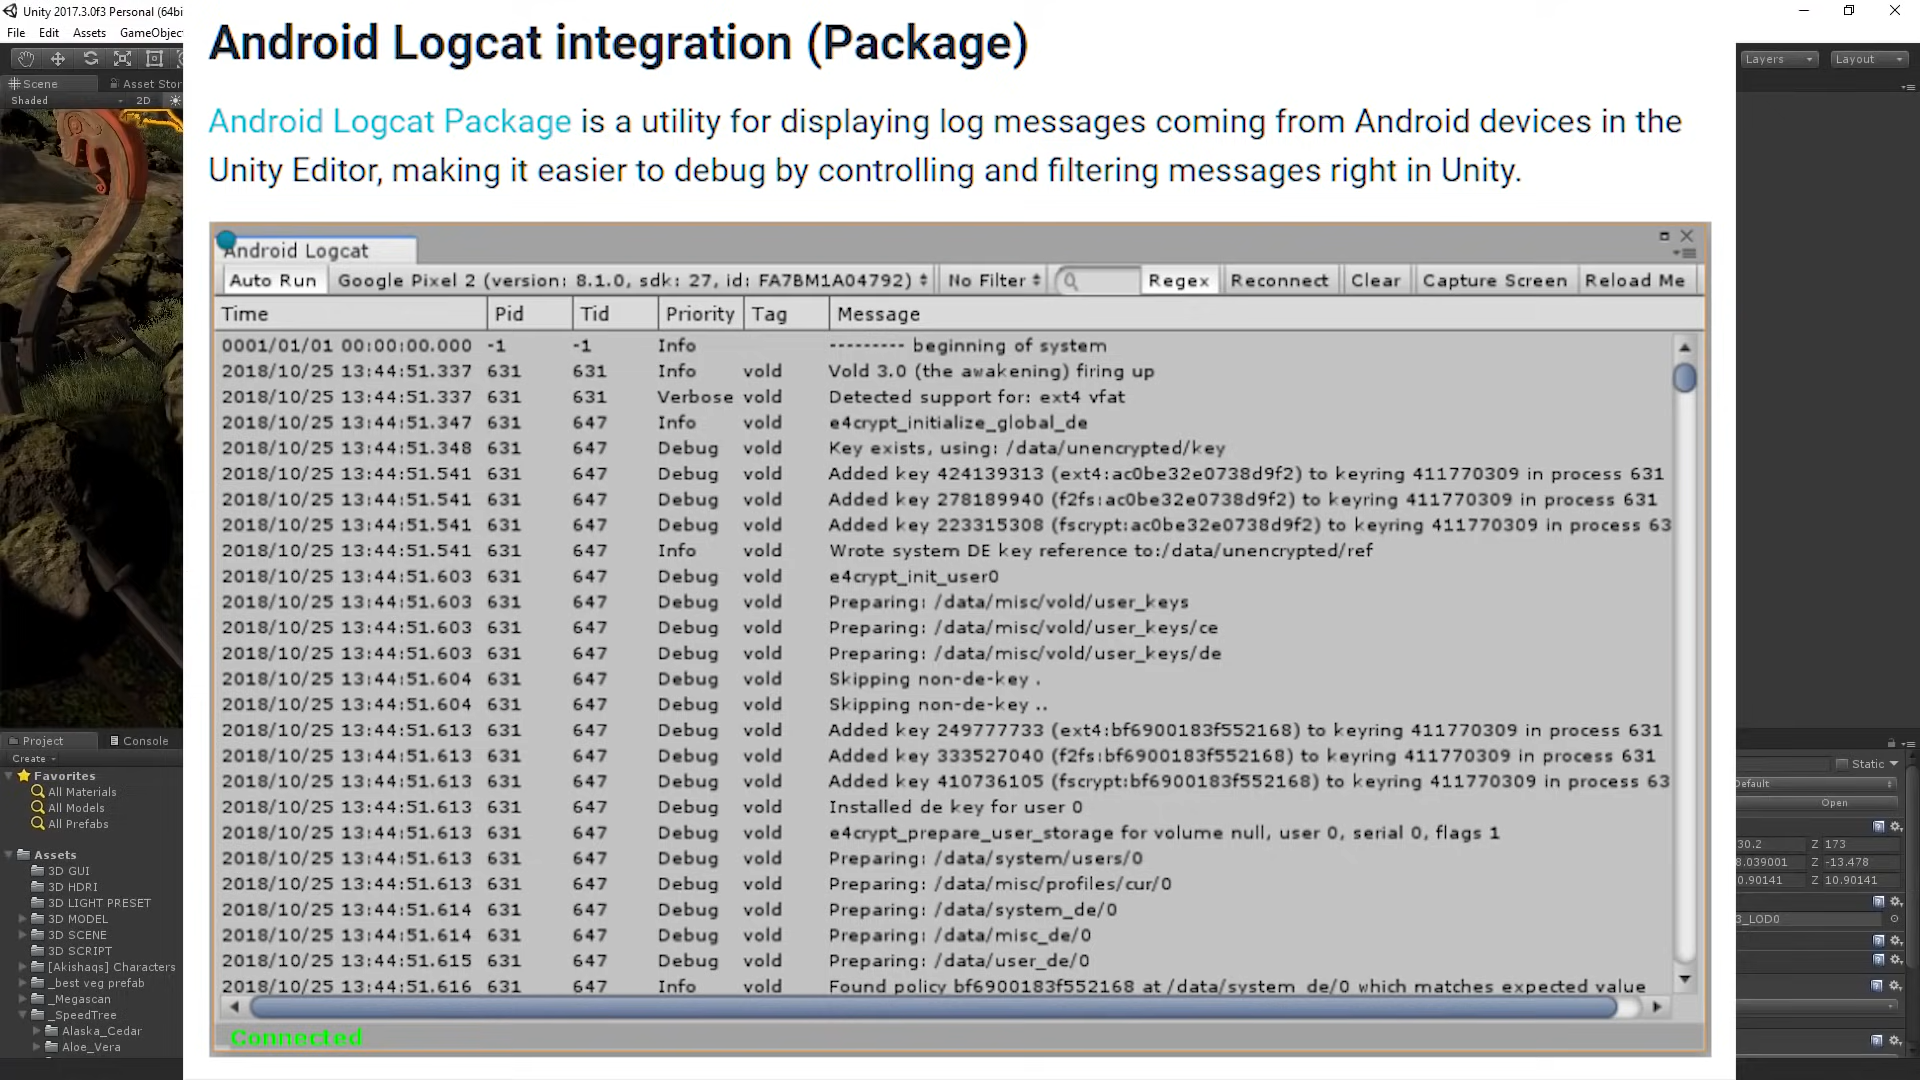 Unity 2017.3.0f3 Personal (64bi
File Edit Assets GameObjec
Scene Asset Stor
Shaded 2D
Layers Layout
Android Logcat integration (Package)
Android Logcat Package is a utility for displaying log messages coming from Android devices in the
Unity Editor, making it easier to debug by controlling and filtering messages right in Unity.
Android Logcat
Auto Run Google Pixel 2 (version: 8.1.0, sdk: 27, id: FA7BM1A04792) No Filter Regex Reconnect Clear Capture Screen Reload Me
Time Pid Tid Priority Tag Message
0001/01/01 00:00:00.000 -1 -1 Info --------- beginning of system
2018/10/25 13:44:51.337 631 631 Info vold Vold 3.0 (the awakening) firing up
2018/10/25 13:44:51.337 631 631 Verbose vold Detected support for: ext4 vfat
2018/10/25 13:44:51.347 631 647 Info vold e4crypt_initialize_global_de
2018/10/25 13:44:51.348 631 647 Debug vold Key exists, using: /data/unencrypted/key
2018/10/25 13:44:51.541 631 647 Debug vold Added key 424139313 (ext4:ac0be32e0738d9f2) to keyring 411770309 in process 631
2018/10/25 13:44:51.541 631 647 Debug vold Added key 278189940 (f2fs:ac0be32e0738d9f2) to keyring 411770309 in process 631
2018/10/25 13:44:51.541 631 647 Debug vold Added key 223315308 (fscrypt:ac0be32e0738d9f2) to keyring 411770309 in process 63
2018/10/25 13:44:51.541 631 647 Info vold Wrote system DE key reference to:/data/unencrypted/ref
2018/10/25 13:44:51.603 631 647 Debug vold e4crypt_init_user0
2018/10/25 13:44:51.603 631 647 Debug vold Preparing: /data/misc/vold/user_keys
2018/10/25 13:44:51.603 631 647 Debug vold Preparing: /data/misc/vold/user_keys/ce
2018/10/25 13:44:51.603 631 647 Debug vold Preparing: /data/misc/vold/user_keys/de
2018/10/25 13:44:51.604 631 647 Debug vold Skipping non-de-key .
2018/10/25 13:44:51.604 631 647 Debug vold Skipping non-de-key ..
2018/10/25 13:44:51.613 631 647 Debug vold Added key 249777733 (ext4:bf6900183f552168) to keyring 411770309 in process 631
2018/10/25 13:44:51.613 631 647 Debug vold Added key 333527040 (f2fs:bf6900183f552168) to keyring 411770309 in process 631
2018/10/25 13:44:51.613 631 647 Debug vold Added key 410736105 (fscrypt:bf6900183f552168) to keyring 411770309 in process 63
2018/10/25 13:44:51.613 631 647 Debug vold Installed de key for user 0
2018/10/25 13:44:51.613 631 647 Debug vold e4crypt_prepare_user_storage for volume null, user 0, serial 0, flags 1
2018/10/25 13:44:51.613 631 647 Debug vold Preparing: /data/system/users/0
2018/10/25 13:44:51.613 631 647 Debug vold Preparing: /data/misc/profiles/cur/0
2018/10/25 13:44:51.614 631 647 Debug vold Preparing: /data/system_de/0
2018/10/25 13:44:51.614 631 647 Debug vold Preparing: /data/misc_de/0
2018/10/25 13:44:51.615 631 647 Debug vold Preparing: /data/user_de/0
2018/10/25 13:44:51.616 631 647 Info vold Found policy bf6900183f552168 at /data/system_de/0 which matches expected value
Connected
Project Console
Create
Favorites
All Materials
All Models
All Prefabs
Assets
3D GUI
3D HDRI
3D LIGHT PRESET
3D MODEL
3D SCENE
3D SCRIPT
[Akishaqs] Characters
_best veg prefab
_Megascan
_SpeedTree
Alaska_Cedar
Aloe_Vera
Static
Default
Open
30.2 Z 173
8.039001 Z -13.478
0.90141 Z 10.90141
3_LOD0